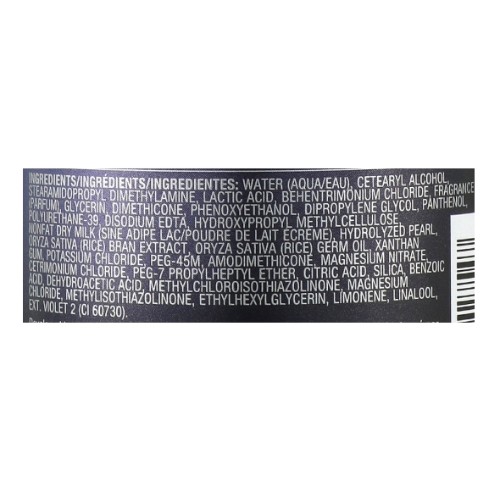 INGREDIENTS/INGRÉDIENTS/INGREDIENTES: WATER (AQUA/EAU), CETEARYL ALCOHOL,
STEARAMIDOPROPYL DIMETHYLAMINE, LACTIC ACID, BEHENTRIMONIUM CHLORIDE, FRAGRANCE
(PARFUM), GLYCERIN, DIMETHICONE, PHENOXYETHANOL, DIPROPYLENE GLYCOL, PANTHENOL,
POLYURETHANE-39, DISODIUM EDTA, HYDROXYPROPYL METHYLCELLULOSE,
NONFAT DRY MILK (SINE ADIPE LAC/POUDRE DE LAIT ÉCRÉMÉ), HYDROLYZED PEARL,
ORYZA SATIVA (RICE) BRAN EXTRACT, ORYZA SATIVA (RICE) GERM OIL, XANTHAN
GUM, POTASSIUM CHLORIDE, PEG-45M, AMODIMETHICONE, MAGNESIUM NITRATE,
CETRIMONIUM CHLORIDE, PEG-7 PROPYLHEPTYL ETHER, CITRIC ACID, SILICA, BENZOIC
ACID, DEHYDROACETIC ACID, METHYLCHLOROISOTHIAZOLINONE, MAGNESIUM
CHLORIDE, METHYLISOTHIAZOLINONE, ETHYLHEXYLGLYCERIN, LIMONENE, LINALOOL,
EXT. VIOLET 2 (CI 60730).